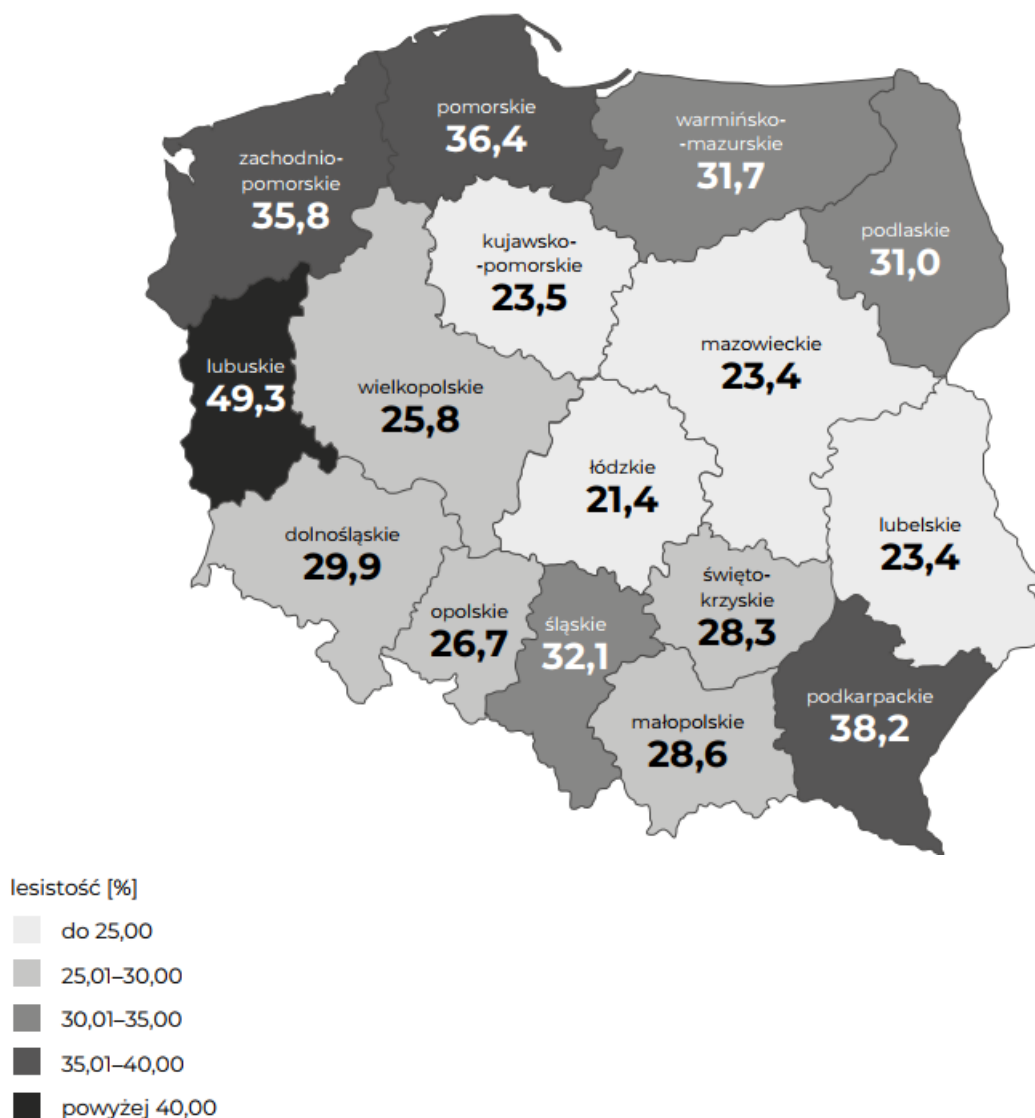 pomorskie
36,4
warmińsko-
-mazurskie
31,7
zachodnio-
pomorskie
35,8
podlaskie
31,0
kujawsko-
-pomorskie
23,5
mazowieckie
23,4
lubuskie
49,3
wielkopolskie
25,8
łódzkie
21,4
lubelskie
23,4
dolnośląskie
29,9
święto-
krzyskie
28,3
opolskie
26,7
śląskie
32,1
podkarpackie
38,2
małopolskie
28,6
lesistość [%]
do 25,00
25,01–30,00
30,01–35,00
35,01–40,00
powyżej 40,00